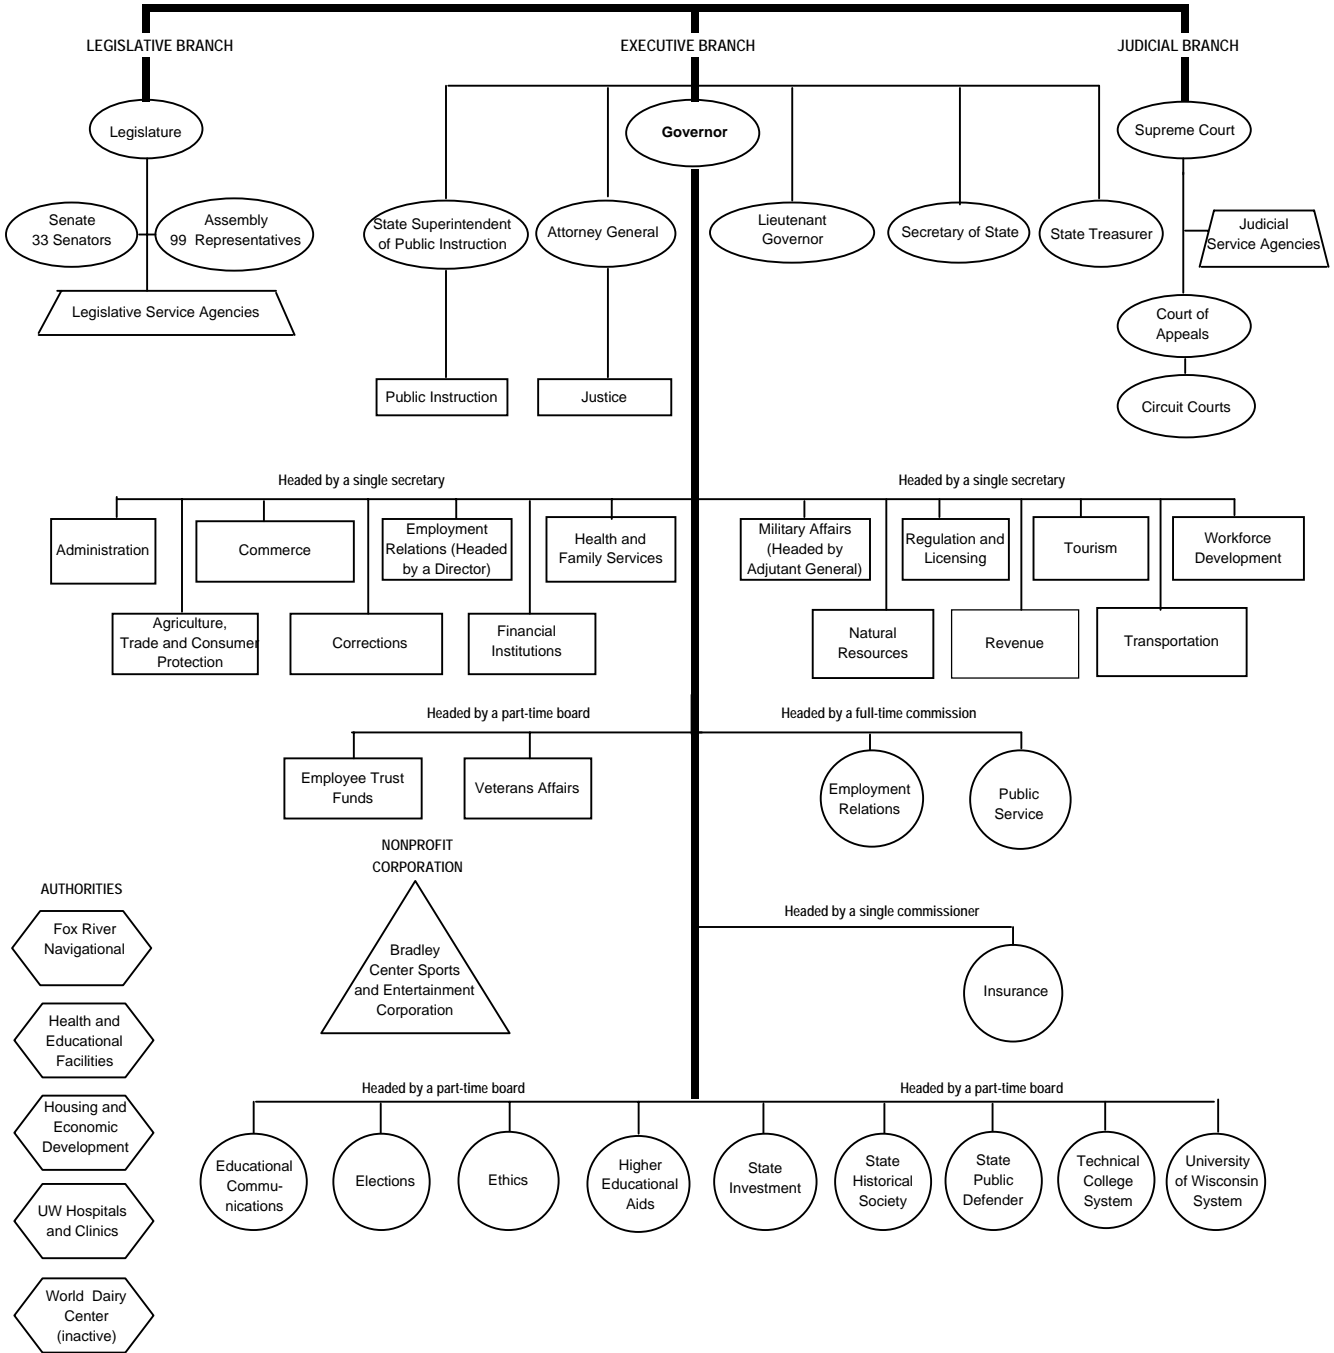 LEGISLATIVE BRANCH
EXECUTIVE BRANCH
JUDICIAL BRANCH
Legislature
Governor
Supreme Court
Senate
33 Senators
Assembly
99 Representatives
State Superintendent
of Public Instruction
Attorney General
Lieutenant
Governor
Secretary of State
State Treasurer
Judicial
Service Agencies
Legislative Service Agencies
Court of
Appeals
Public Instruction
Justice
Circuit Courts
Headed by a single secretary
Headed by a single secretary
Administration
Commerce
Employment
Relations (Headed
by a Director)
Health and
Family Services
Military Affairs
(Headed by
Adjutant General)
Regulation and
Licensing
Tourism
Workforce
Development
Agriculture,
Trade and Consumer
Protection
Corrections
Financial
Institutions
Natural
Resources
Revenue
Transportation
Headed by a part-time board
Headed by a full-time commission
Employee Trust
Funds
Veterans Affairs
Employment
Relations
Public
Service
NONPROFIT
CORPORATION
Bradley
Center Sports
and Entertainment
Corporation
AUTHORITIES
Fox River
Navigational
Health and
Educational
Facilities
Housing and
Economic
Development
UW Hospitals
and Clinics
World Dairy
Center
(inactive)
Headed by a single commissioner
Insurance
Headed by a part-time board
Headed by a part-time board
Educational
Commu-
nications
Elections
Ethics
Higher
Educational
Aids
State
Investment
State
Historical
Society
State
Public
Defender
Technical
College
System
University
of Wisconsin
System